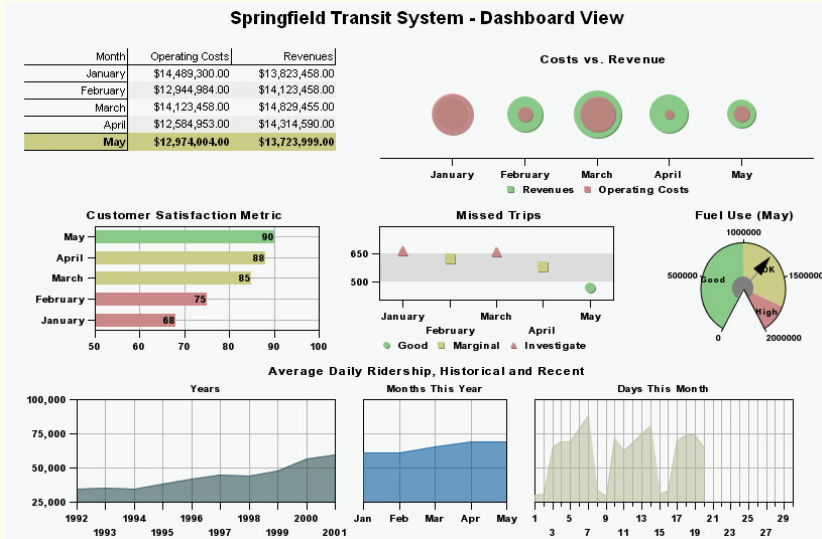 Springfield Transit System - Dashboard View
Month Operating Costs Revenues
January $14,489,300.00 $13,823,458.00
February $12,944,984.00 $14,123,458.00
March $14,123,458.00 $14,829,455.00
April $12,584,953.00 $14,314,590.00
May $12,974,004.00 $13,723,999.00
Costs vs. Revenue
January February March April May
Revenues Operating Costs
Customer Satisfaction Metric
May 90
April 88
March 85
February 75
January 68
50 60 70 80 90 100
Missed Trips
650
500
January March May
February April
Good Marginal Investigate
Fuel Use (May)
1000000
500000 1500000
Good OK
High
0 2000000
Average Daily Ridership, Historical and Recent
Years
100,000
75,000
50,000
25,000
1992 1994 1996 1998 2000
1993 1995 1997 1999 2001
Months This Year
Jan Feb Mar Apr May
Days This Month
1 5 9 13 17 21 25 29
3 7 11 15 19 23 27